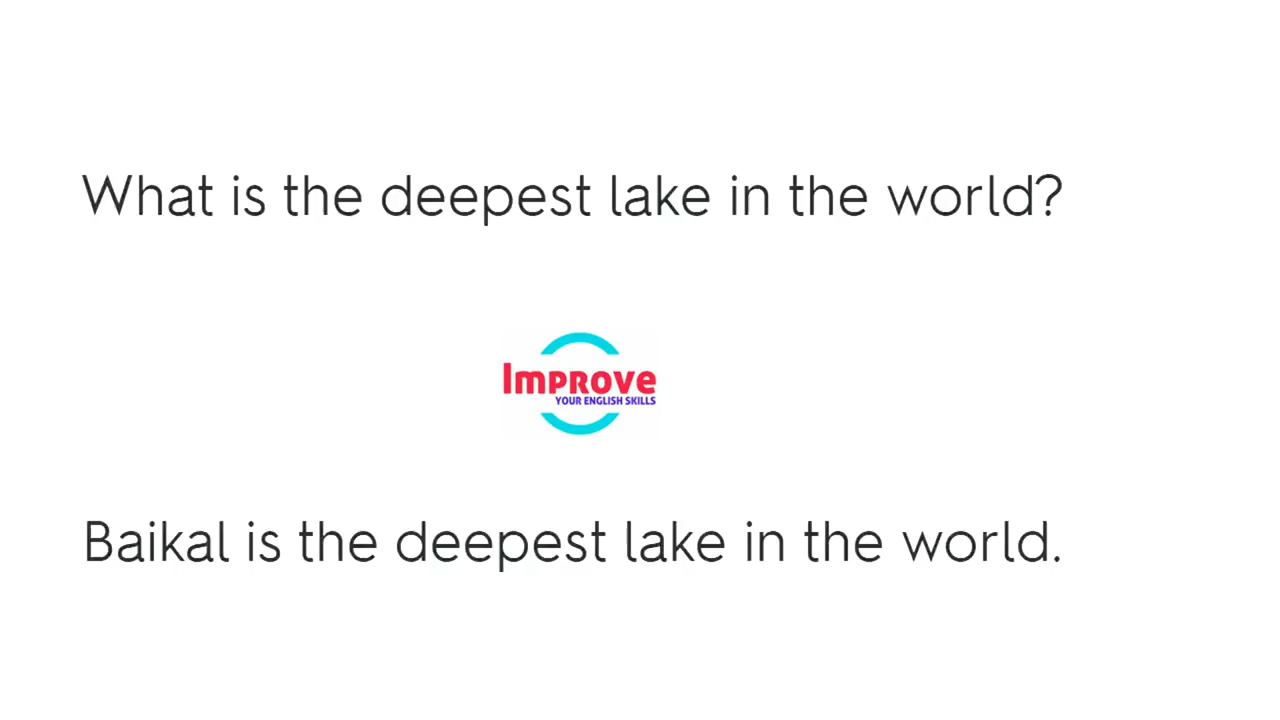 What is the deepest lake in the world?
Improve
YOUR ENGLISH SKILLS
Baikal is the deepest lake in the world.